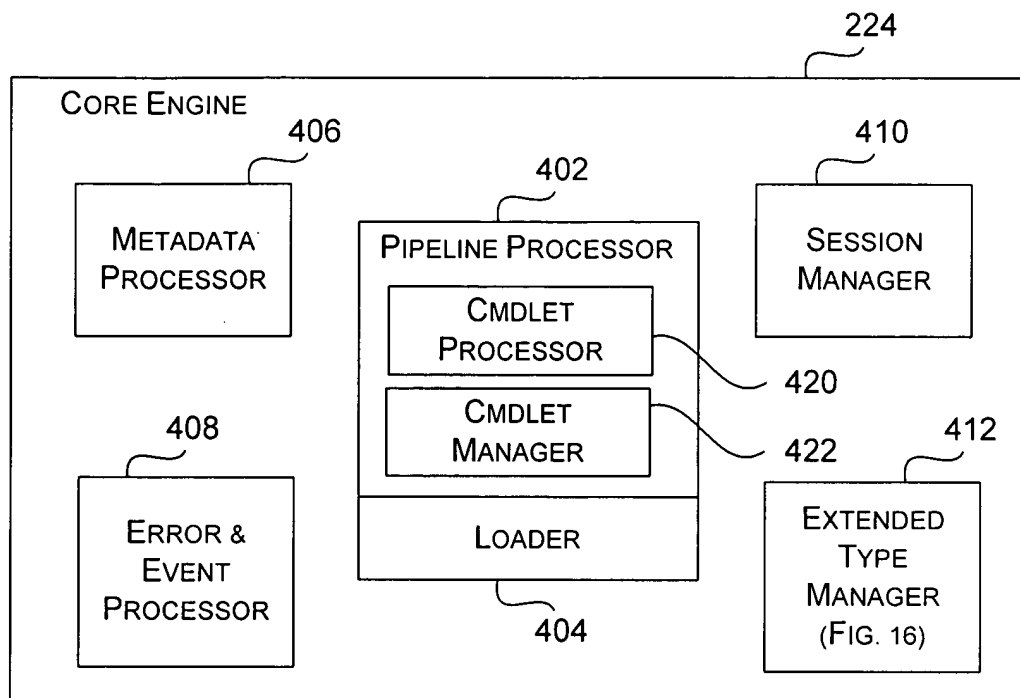 224
CORE ENGINE
406
METADATA
PROCESSOR
402
PIPELINE PROCESSOR
CMDLET
PROCESSOR
420
CMDLET
MANAGER
422
LOADER
404
410
SESSION
MANAGER
408
ERROR &
EVENT
PROCESSOR
412
EXTENDED
TYPE
MANAGER
(FIG. 16)